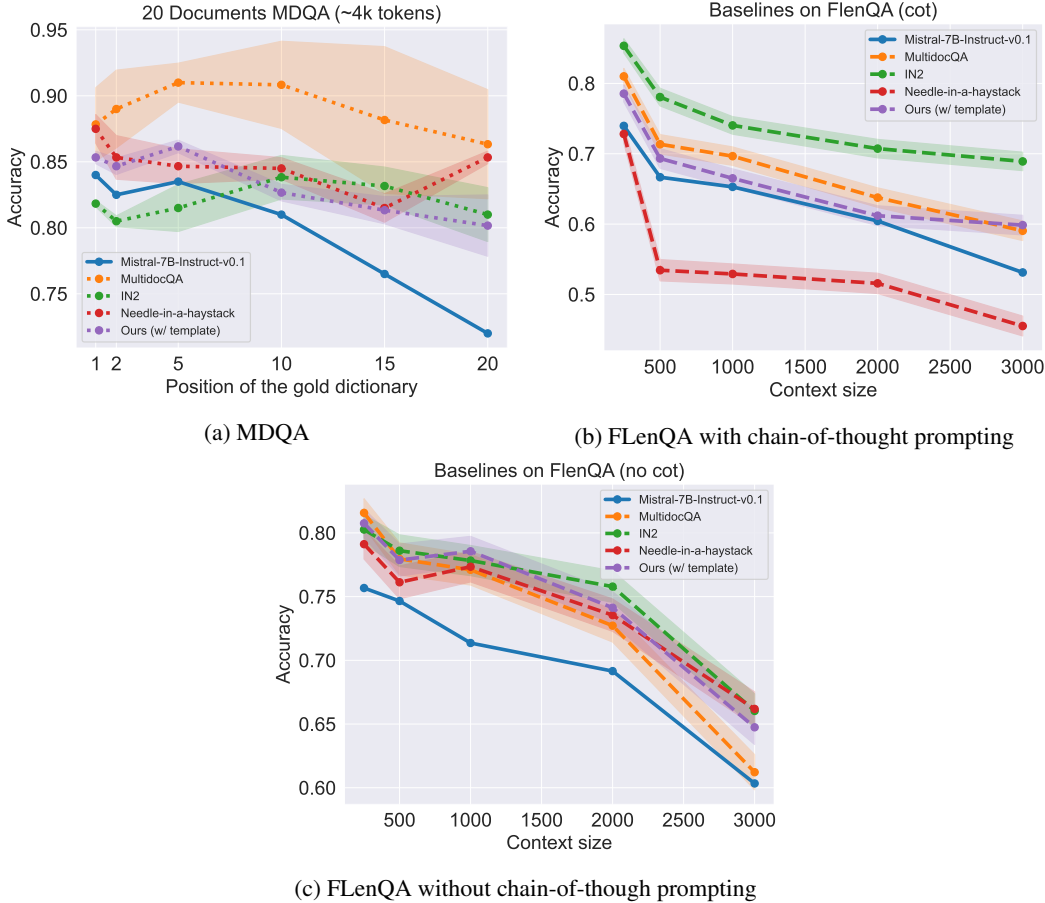 20 Documents MDQA (~4k tokens)
Accuracy
0.95
0.90
0.85
0.80
0.75
Mistral-7B-Instruct-v0.1
MultidocQA
IN2
Needle-in-a-haystack
Ours (w/ template)
1 2 5 10 15 20
Position of the gold dictionary
(a) MDQA
Baselines on FlenQA (cot)
Accuracy
0.8
0.7
0.6
0.5
Mistral-7B-Instruct-v0.1
MultidocQA
IN2
Needle-in-a-haystack
Ours (w/ template)
500 1000 1500 2000 2500 3000
Context size
(b) FLenQA with chain-of-thought prompting
Baselines on FlenQA (no cot)
Accuracy
0.80
0.75
0.70
0.65
0.60
Mistral-7B-Instruct-v0.1
MultidocQA
IN2
Needle-in-a-haystack
Ours (w/ template)
500 1000 1500 2000 2500 3000
Context size
(c) FLenQA without chain-of-though prompting